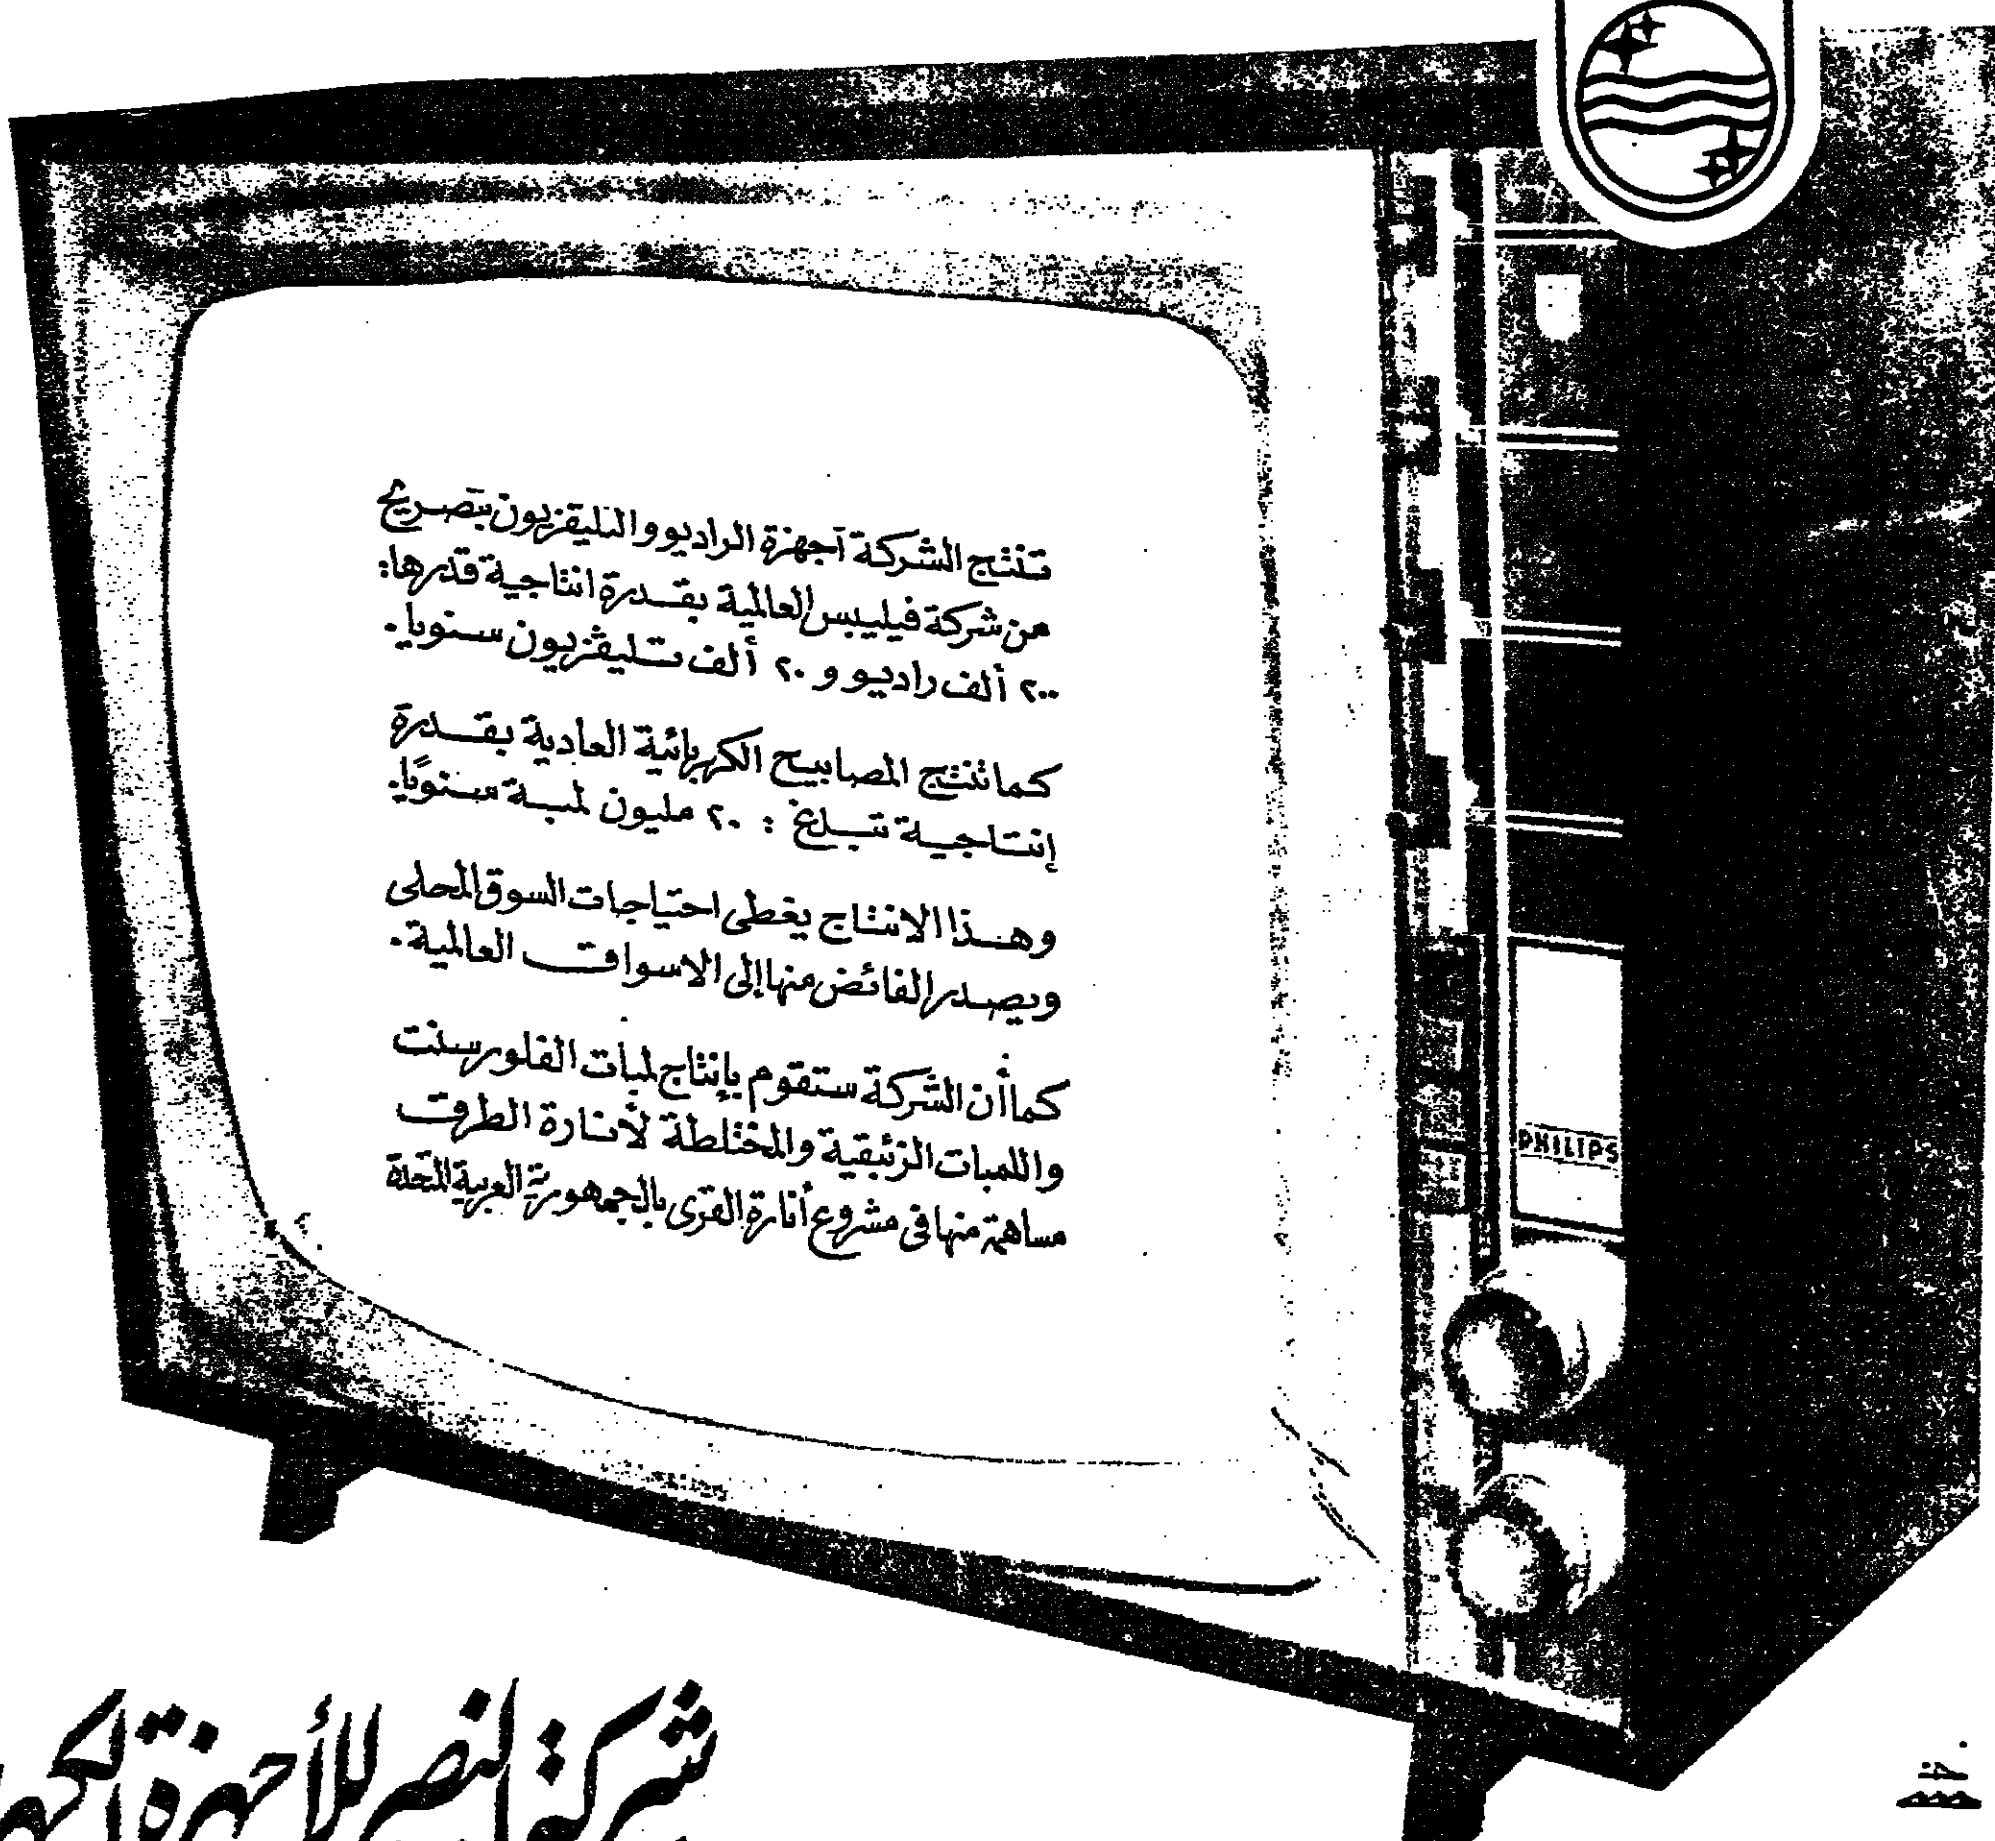 تنتج الشركة أجهزة الراديو والتليفزيون بتصريح
من شركة فيليبس العالمية بقدرة انتاجية قدرها:
٢٠٠ ألف راديو و ٢٠ ألف تليفزيون سنويا.
كما تنتج المصابيح الكهربائية العادية بقدرة
إنتاجية تبلغ : ٢٠ مليون لمبة سنويًا.
وهذا الانتاج يغطى احتياجات السوق المحلى
ويصدر الفائض منها إلى الاسواق العالمية.
كما أن الشركة ستقوم بإنتاج لمبات الفلورسنت
واللمبات الزئبقية والمختلطة لأنارة الطرق
مساهمة منها فى مشروع أنارة القرى بالجمهورية العربية المتحدة
PHILIPS
شركة النصر للأجهزة